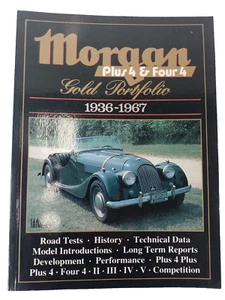 Morgan
Plus 4 & Four 4
Gold Portfolio
1936-1967
Road Tests · History · Technical Data
Model Introductions · Long Term Reports
Development · Performance · Plus 4 Plus
Plus 4 · Four 4 · II · III · IV · V · Competition